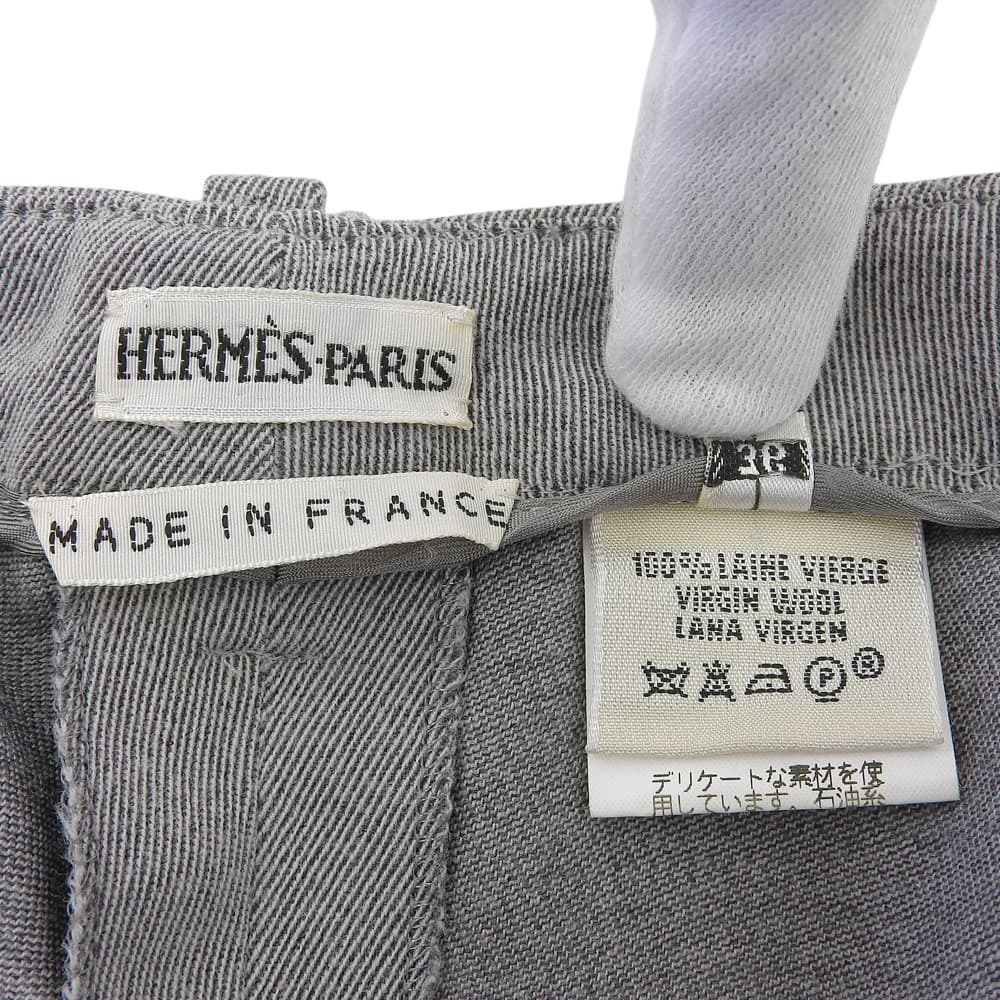 HERMÈS-PARIS
MADE IN FRANCE
38
100% LAINE VIERGE
VIRGIN WOOL
LANA VIRGEN
P
R
デリケートな素材を使
用しています。石油系